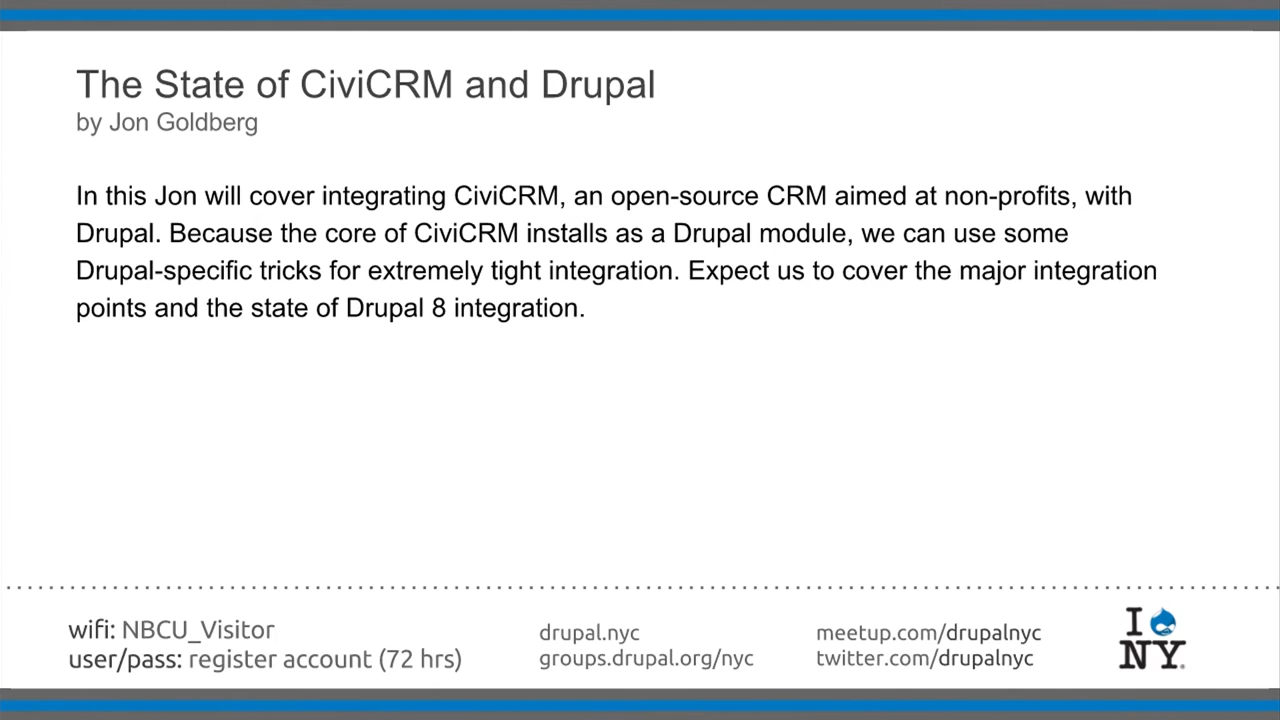 The State of CiviCRM and Drupal
by Jon Goldberg
In this Jon will cover integrating CiviCRM, an open-source CRM aimed at non-profits, with
Drupal. Because the core of CiviCRM installs as a Drupal module, we can use some
Drupal-specific tricks for extremely tight integration. Expect us to cover the major integration
points and the state of Drupal 8 integration.
wifi: NBCU_Visitor
user/pass: register account (72 hrs)
drupal.nyc
groups.drupal.org/nyc
meetup.com/drupalnyc
twitter.com/drupalnyc
I
NY